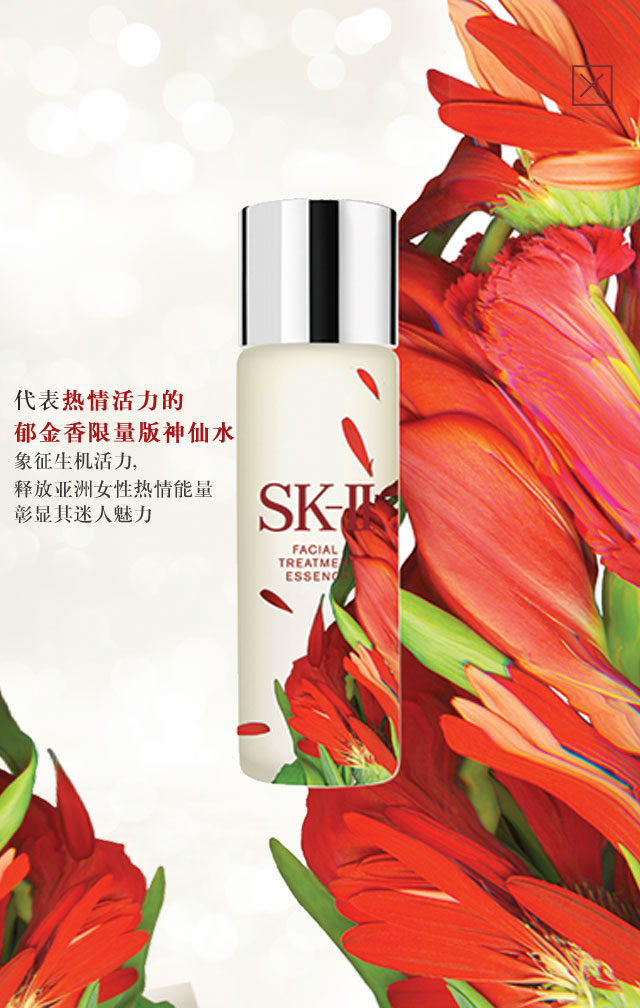 代表热情活力的
郁金香限量版神仙水
象征生机活力,
释放亚洲女性热情能量
彰显其迷人魅力
SK-II
FACIAL
TREATMENT
ESSENCE